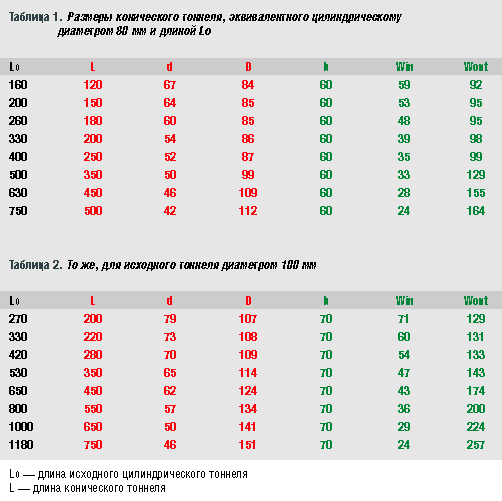 Таблица 1. Размеры конического тоннеля, эквивалентного цилиндрическому
диаметром 80 мм и длиной Lo
Lo L d D h Win Wout
160 120 67 84 60 59 92
200 150 64 85 60 53 95
260 180 60 85 60 48 95
330 200 54 86 60 39 98
400 250 52 87 60 35 99
500 350 50 99 60 33 129
630 450 46 109 60 28 155
750 500 42 112 60 24 164
Таблица 2. То же, для исходного тоннеля диаметром 100 мм
Lo L d D h Win Wout
270 200 79 107 70 71 129
330 220 73 108 70 60 131
420 280 70 109 70 54 133
530 350 65 114 70 47 143
650 450 62 124 70 43 174
800 550 57 134 70 36 200
1000 650 50 141 70 29 224
1180 750 46 151 70 24 257
Lo — длина исходного цилиндрического тоннеля
L — длина конического тоннеля